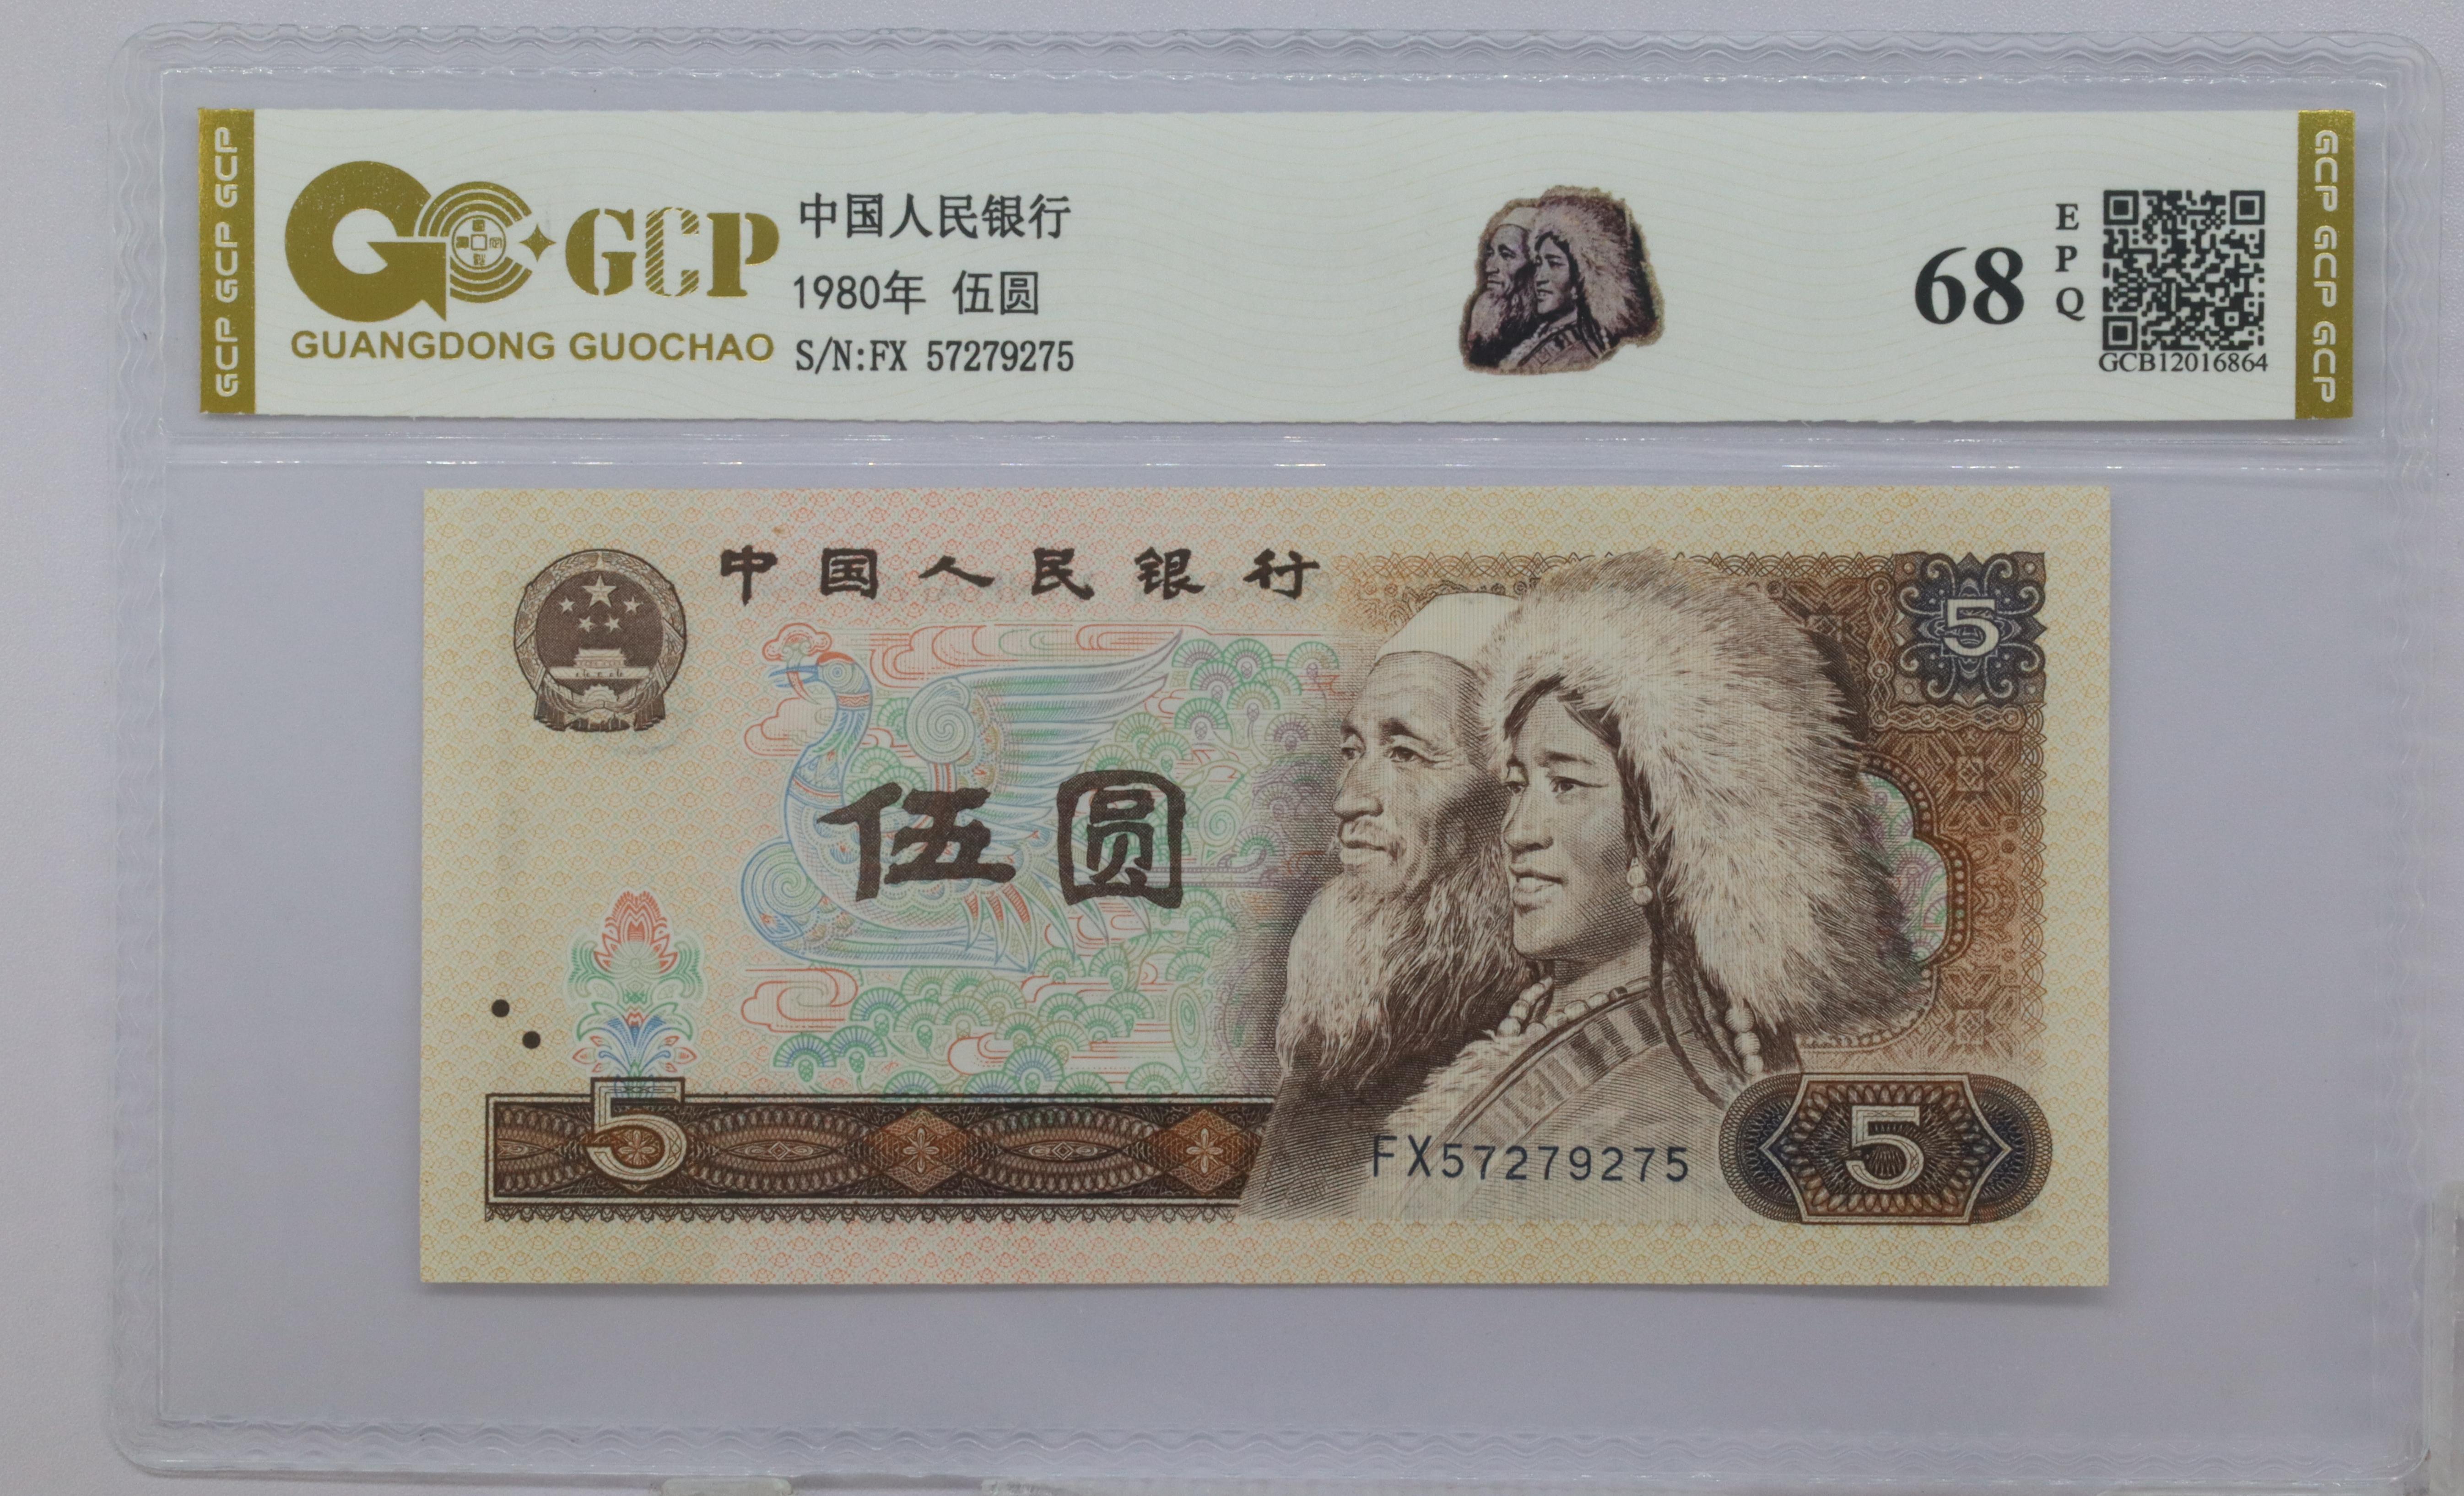 GCP GCP GCP
GCP
GUANGDONG GUOCHAO
中国人民银行
1980年 伍圆
S/N:FX 57279275
68
EPQ
GCB12016864
GCP GCP GCP
中国人民银行
5
伍圆
5
FX57279275
5